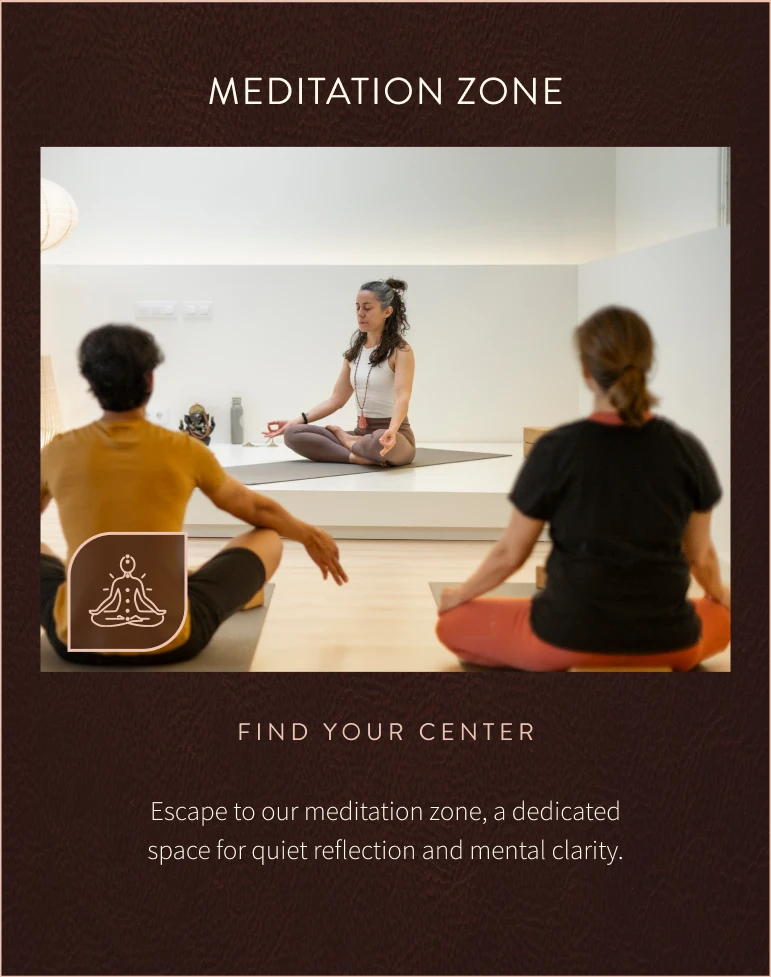 MEDITATION ZONE
FIND YOUR CENTER
Escape to our meditation zone, a dedicated
space for quiet reflection and mental clarity.